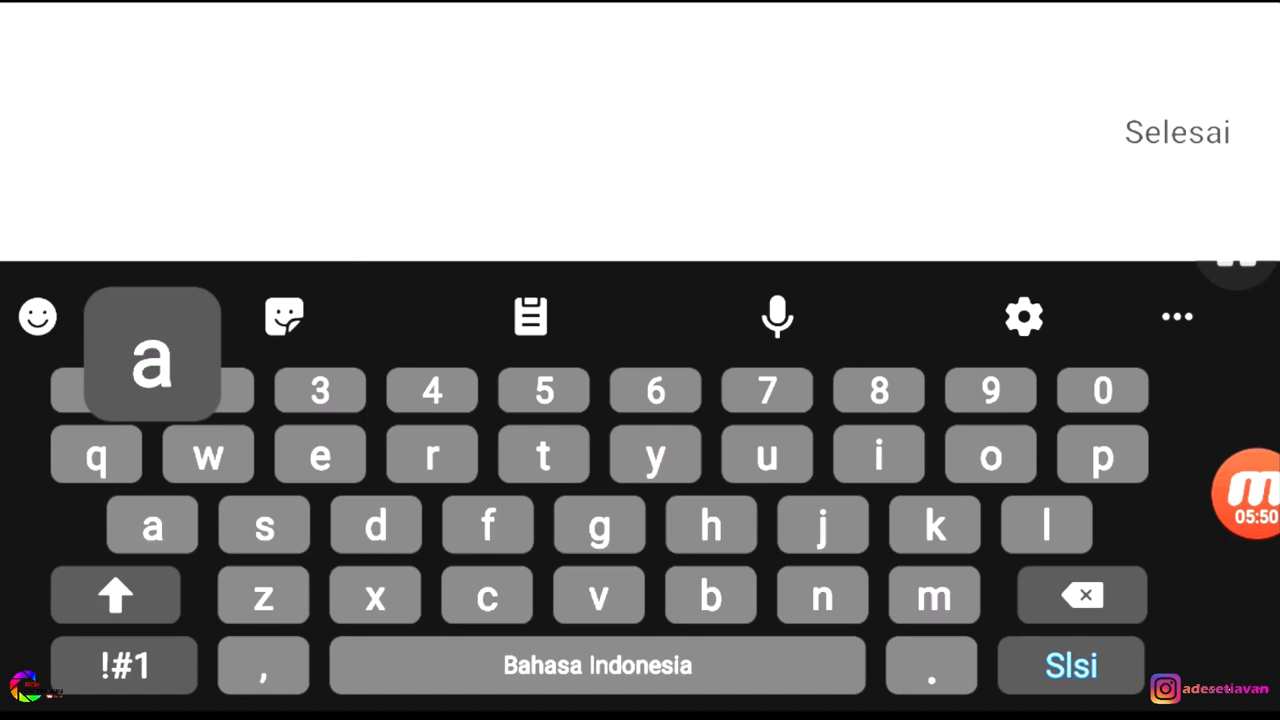 Selesai
a
3 4 5 6 7 8 9 0
q w e r t y u i o p
a s d f g h j k l
z x c v b n m
!#1 , Bahasa Indonesia . Slsi
05:50
adesetiavan